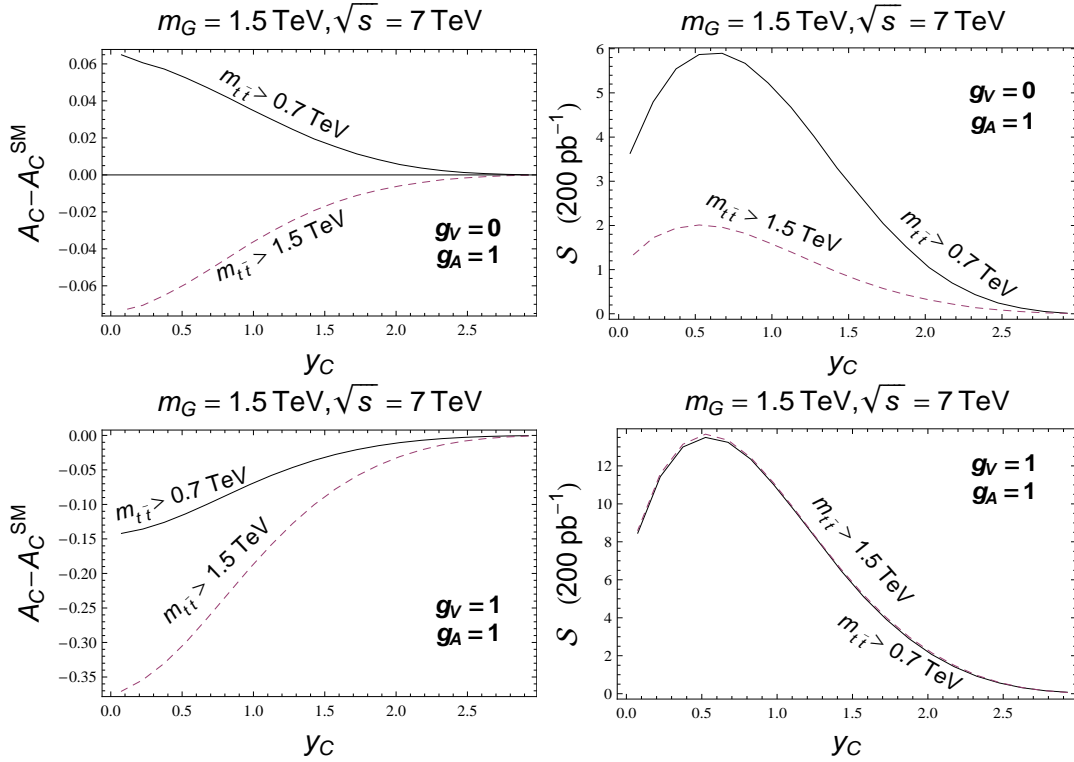 m_G = 1.5 TeV, √s = 7 TeV
A_C−A_C^SM
0.06
0.04
0.02
0.00
−0.02
−0.04
−0.06
m_tt̄ > 0.7 TeV
m_tt̄ > 1.5 TeV
g_V = 0
g_A = 1
0.0 0.5 1.0 1.5 2.0 2.5
y_C
m_G = 1.5 TeV, √s = 7 TeV
S (200 pb⁻¹)
6
5
4
3
2
1
0
g_V = 0
g_A = 1
m_tt̄ > 1.5 TeV
m_tt̄ > 0.7 TeV
0.0 0.5 1.0 1.5 2.0 2.5
y_C
m_G = 1.5 TeV, √s = 7 TeV
A_C−A_C^SM
0.00
−0.05
−0.10
−0.15
−0.20
−0.25
−0.30
−0.35
m_tt̄ > 0.7 TeV
m_tt̄ > 1.5 TeV
g_V = 1
g_A = 1
0.0 0.5 1.0 1.5 2.0 2.5
y_C
m_G = 1.5 TeV, √s = 7 TeV
S (200 pb⁻¹)
12
10
8
6
4
2
0
g_V = 1
g_A = 1
m_tt̄ > 1.5 TeV
m_tt̄ > 0.7 TeV
0.0 0.5 1.0 1.5 2.0 2.5
y_C